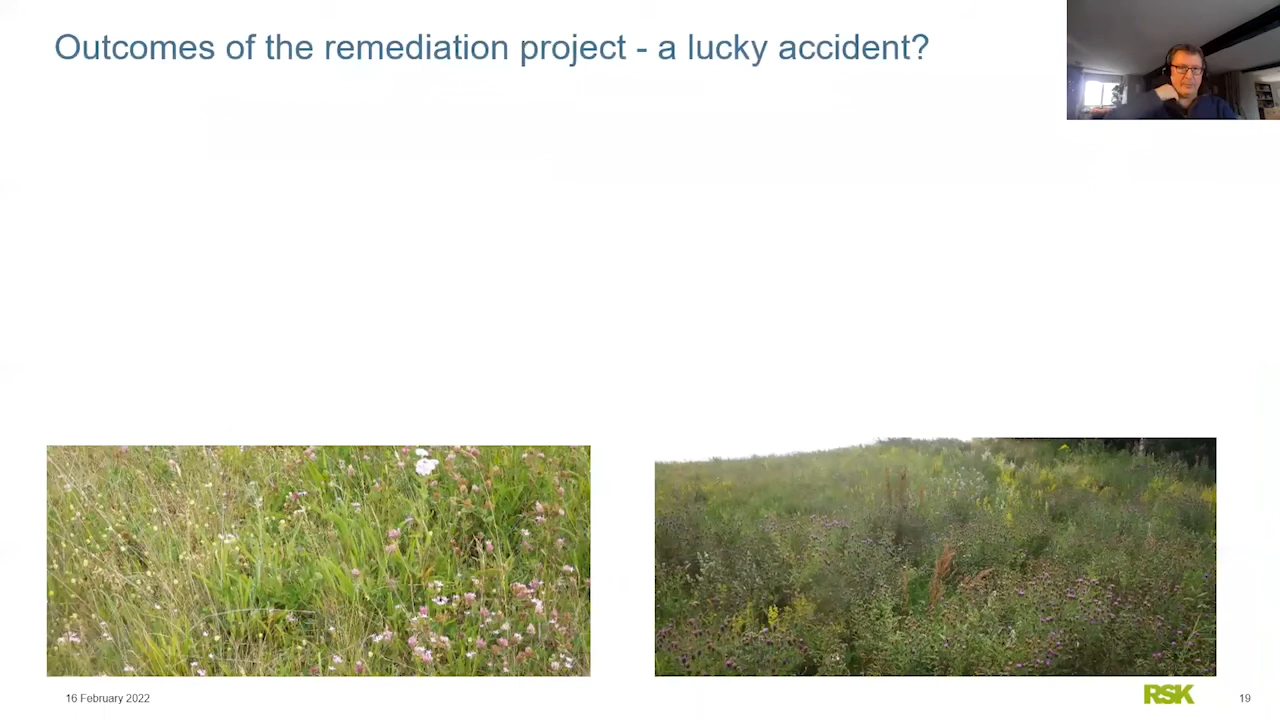 Outcomes of the remediation project - a lucky accident?
16 February 2022
RSK
19